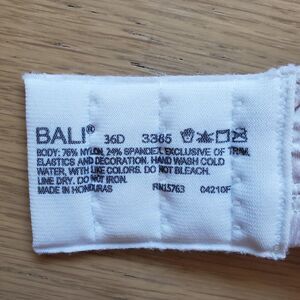 BALI® 36D 3385
BODY: 76% NYLON, 24% SPANDEX, EXCLUSIVE OF TRIM,
ELASTICS AND DECORATION. HAND WASH COLD
WATER, WITH LIKE COLORS. DO NOT BLEACH.
LINE DRY. DO NOT IRON.
MADE IN HONDURAS RN15763 04210F